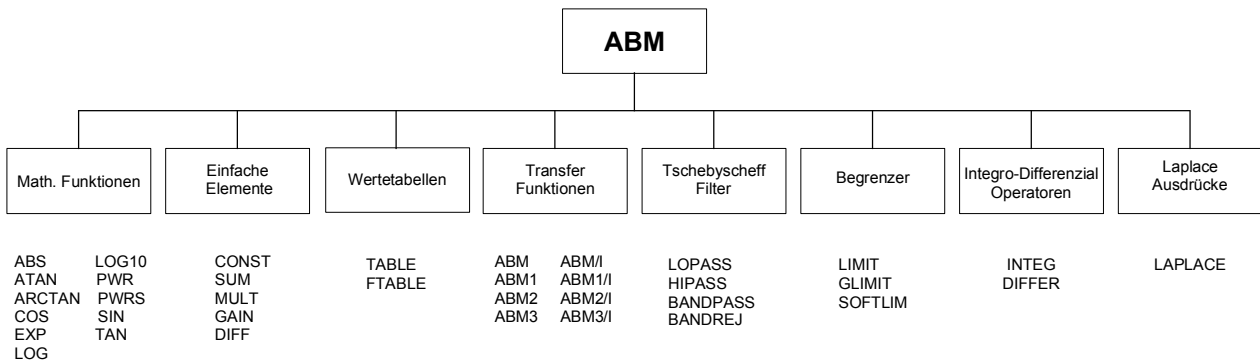 ABM
Math. Funktionen
Einfache
Elemente
Wertetabellen
Transfer
Funktionen
Tschebyscheff
Filter
Begrenzer
Integro-Differenzial
Operatoren
Laplace
Ausdrücke
ABS LOG10
ATAN PWR
ARCTAN PWRS
COS SIN
EXP TAN
LOG
CONST
SUM
MULT
GAIN
DIFF
TABLE
FTABLE
ABM ABM/I
ABM1 ABM1/I
ABM2 ABM2/I
ABM3 ABM3/I
LOPASS
HIPASS
BANDPASS
BANDREJ
LIMIT
GLIMIT
SOFTLIM
INTEG
DIFFER
LAPLACE